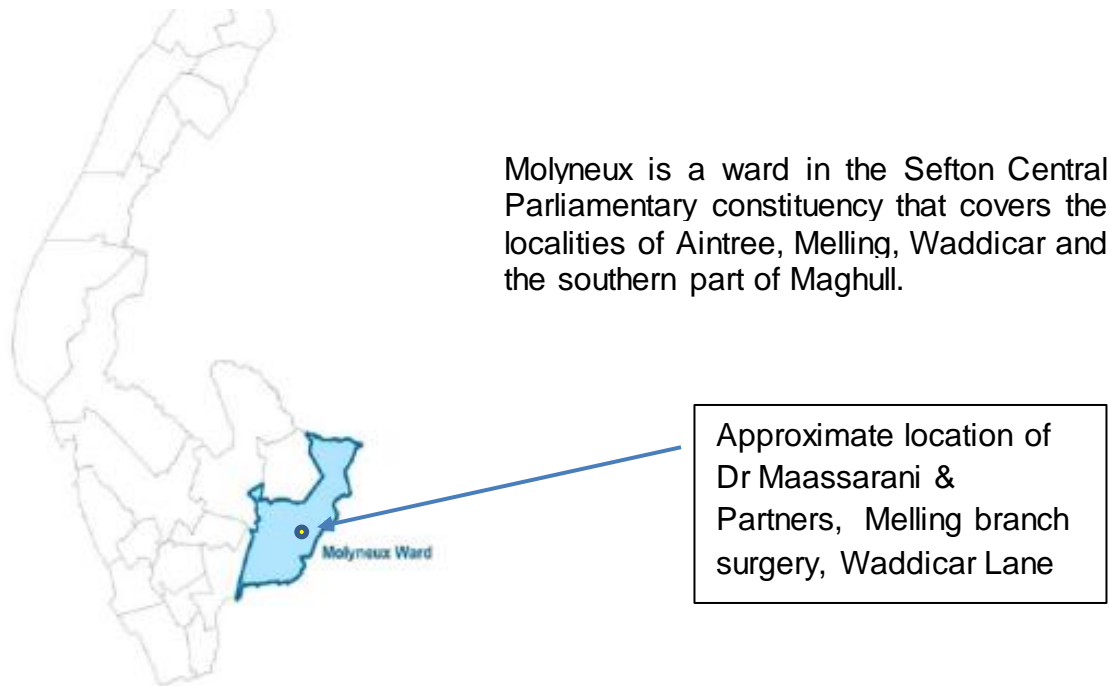 Molyneux is a ward in the Sefton Central
Parliamentary constituency that covers the
localities of Aintree, Melling, Waddicar and
the southern part of Maghull.
Approximate location of
Dr Maassarani &
Partners, Melling branch
surgery, Waddicar Lane
Molyneux Ward